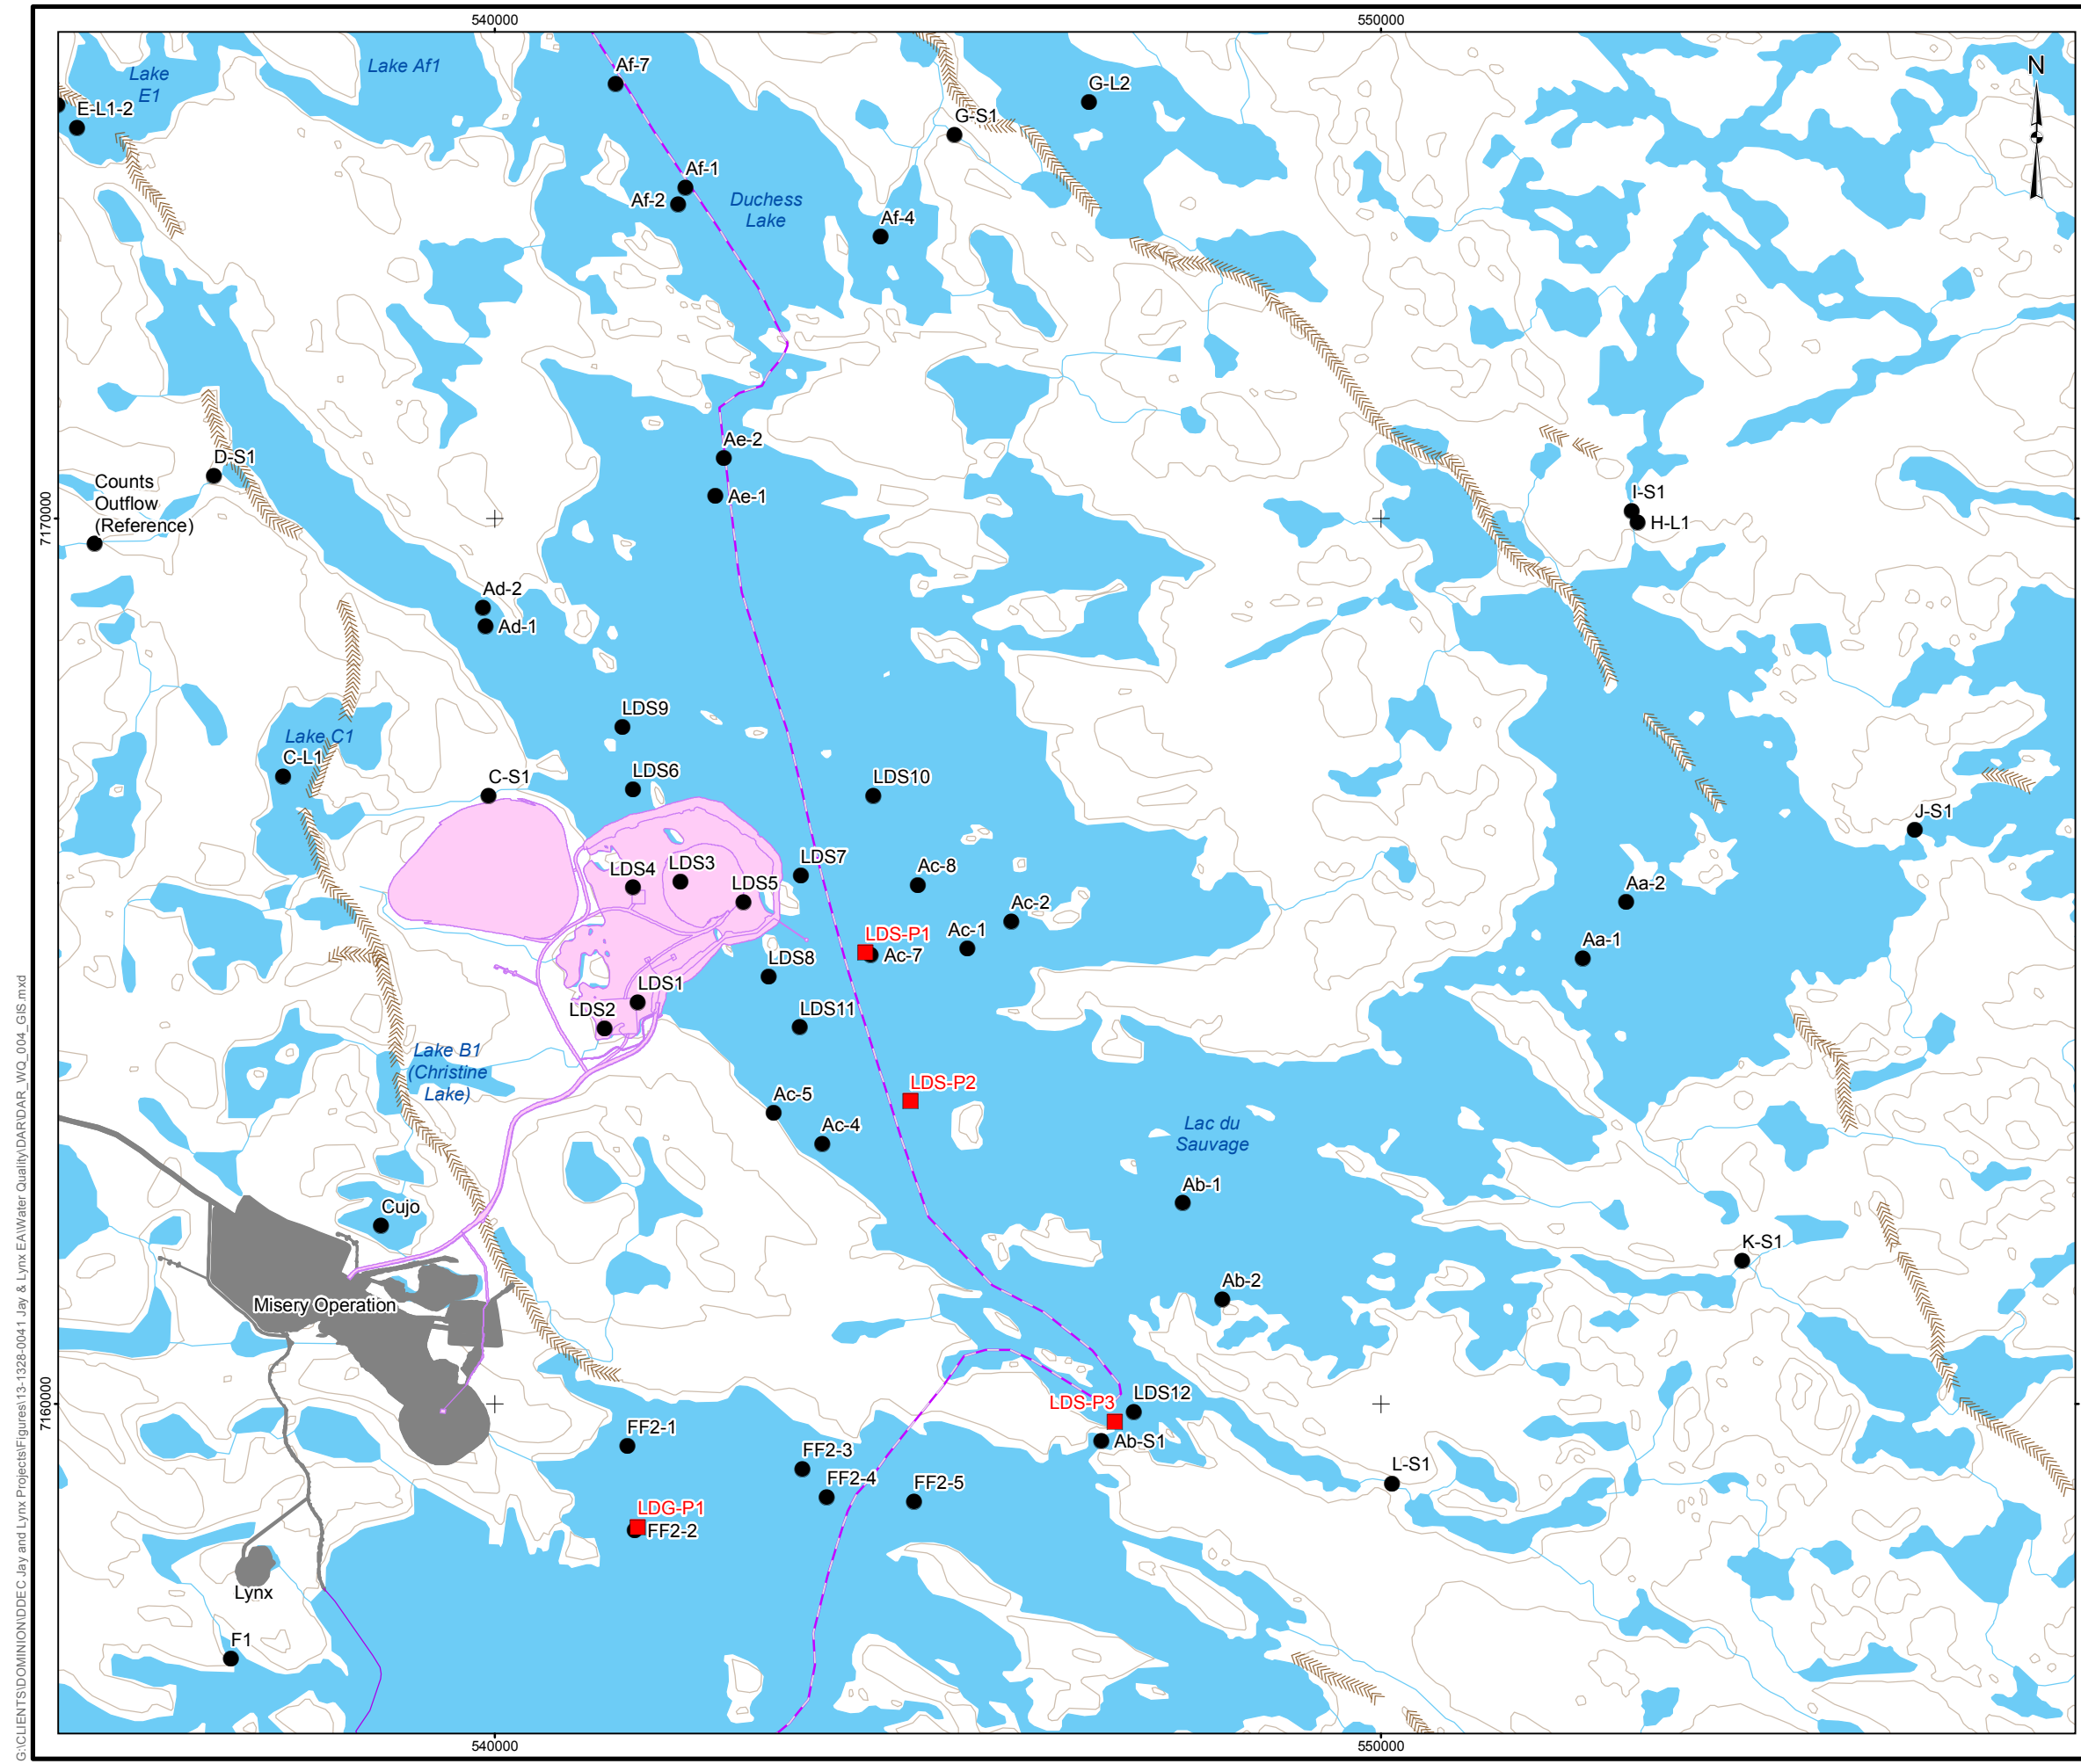 540000
550000
Lake
E1
Lake Af1
Af-7
G-L2
N
E-L1-2
G-S1
Af-1
Af-2
Duchess
Lake
Af-4
Ae-2
D-S1
Counts
Outflow
(Reference)
Ae-1
I-S1
H-L1
7170000
Ad-2
Ad-1
LDS9
Lake C1
C-L1
C-S1
LDS6
LDS10
J-S1
LDS4
LDS3
LDS7
LDS5
Ac-8
Aa-2
Ac-2
LDS-P1
Ac-1
Ac-7
Aa-1
LDS8
LDS1
LDS2
LDS11
Lake B1
(Christine
Lake)
LDS-P2
Ac-5
Ac-4
Lac du
Sauvage
Ab-1
Cujo
K-S1
Ab-2
Misery Operation
7160000
LDS-P3
LDS12
Ab-S1
FF2-1
FF2-3
FF2-4
FF2-5
L-S1
LDG-P1
FF2-2
Lynx
F1
540000
550000
G:\CLIENTS\DOMINION\DDEC Jay and Lynx Projects\Figures\13-1328-0041 Jay & Lynx EA\Water Quality\DAR\DAR_WQ_004_GIS.mxd